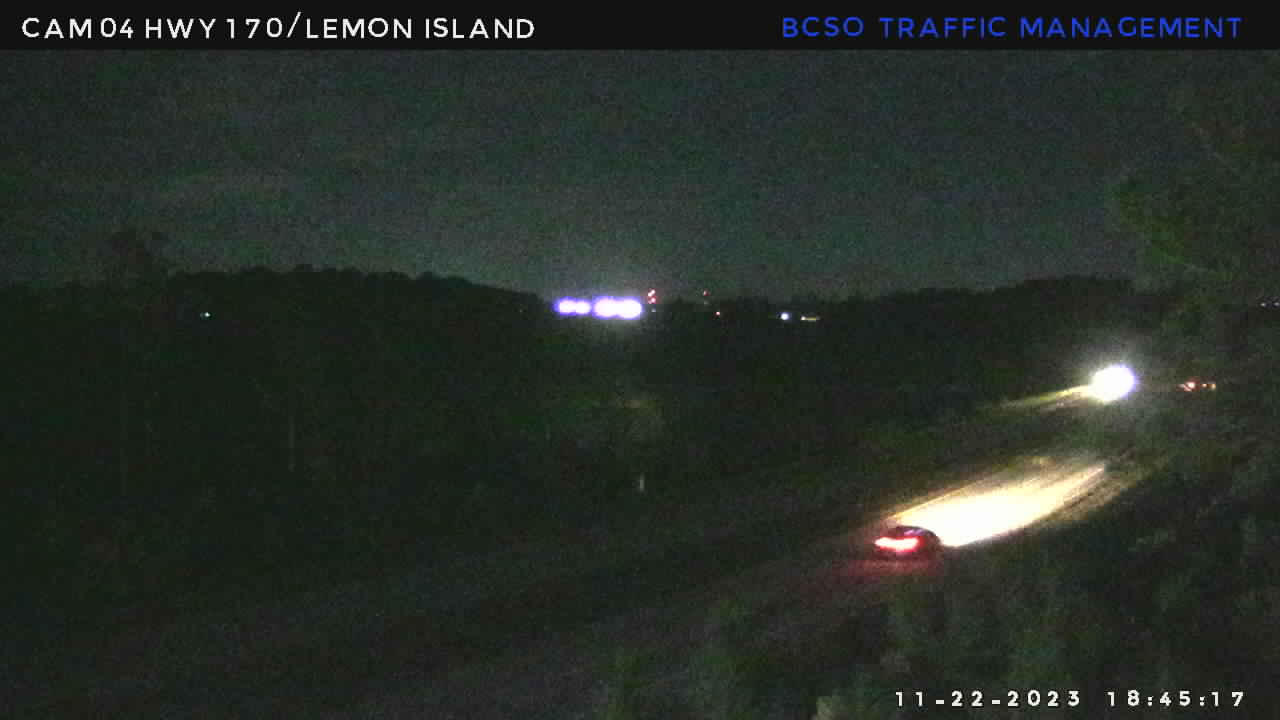 CAM04 HWY 170/LEMON ISLAND
BCSO TRAFFIC MANAGEMENT
11-22-2023 18:45:17